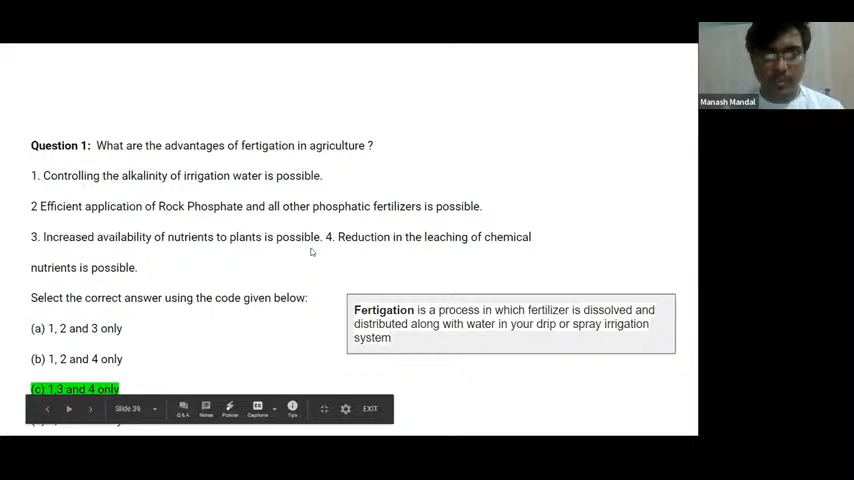 Manash Mandal
Question 1: What are the advantages of fertigation in agriculture ?
1. Controlling the alkalinity of irrigation water is possible.
2 Efficient application of Rock Phosphate and all other phosphatic fertilizers is possible.
3. Increased availability of nutrients to plants is possible. 4. Reduction in the leaching of chemical
nutrients is possible.
Select the correct answer using the code given below:
(a) 1, 2 and 3 only
(b) 1, 2 and 4 only
(c) 1,3 and 4 only
Fertigation is a process in which fertilizer is dissolved and
distributed along with water in your drip or spray irrigation
system
Slide 39
Q & A
Notes
Pointer
Captions
Tips
EXIT